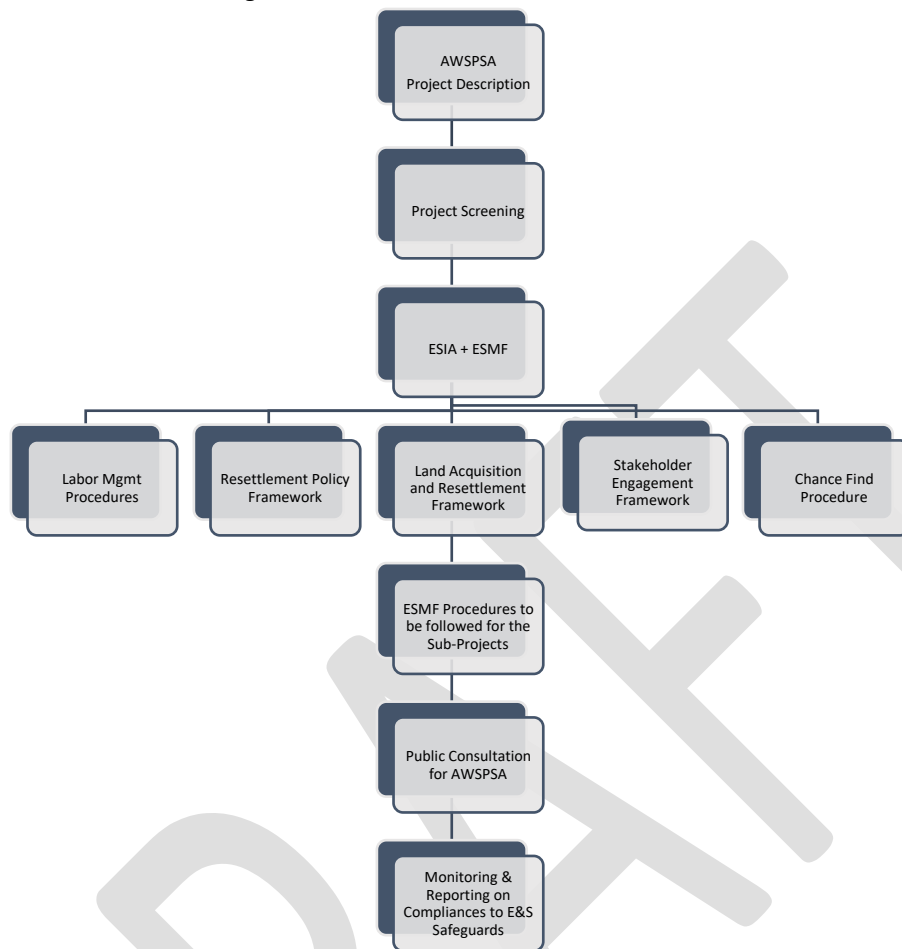 AWSPSA
Project Description
Project Screening
ESIA + ESMF
Labor Mgmt
Procedures
Resettlement Policy
Framework
Land Acquisition
and Resettlement
Framework
Stakeholder
Engagement
Framework
Chance Find
Procedure
ESMF Procedures to
be followed for the
Sub-Projects
Public Consultation
for AWSPSA
Monitoring &
Reporting on
Compliances to E&S
Safeguards
DRAFT